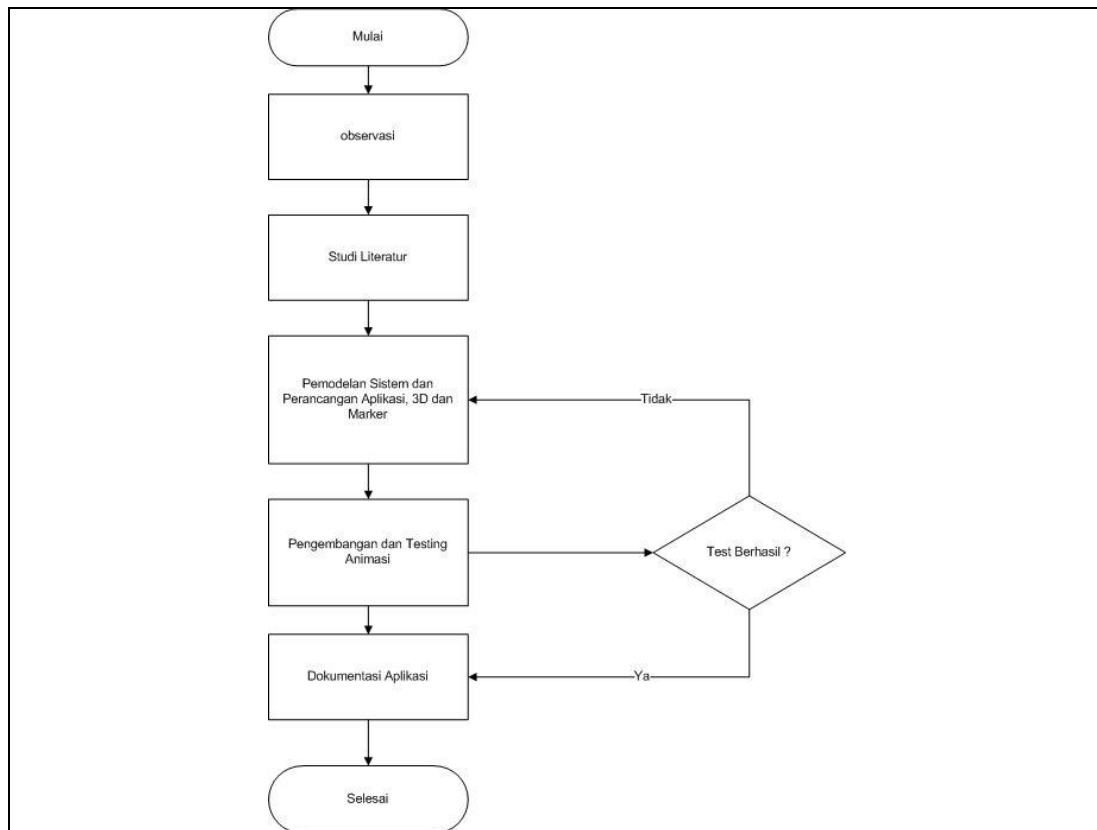 Mulai
observasi
Studi Literatur
Pemodelan Sistem dan
Perancangan Aplikasi, 3D dan
Marker
Tidak
Pengembangan dan Testing
Animasi
Test Berhasil ?
Dokumentasi Aplikasi
Ya
Selesai